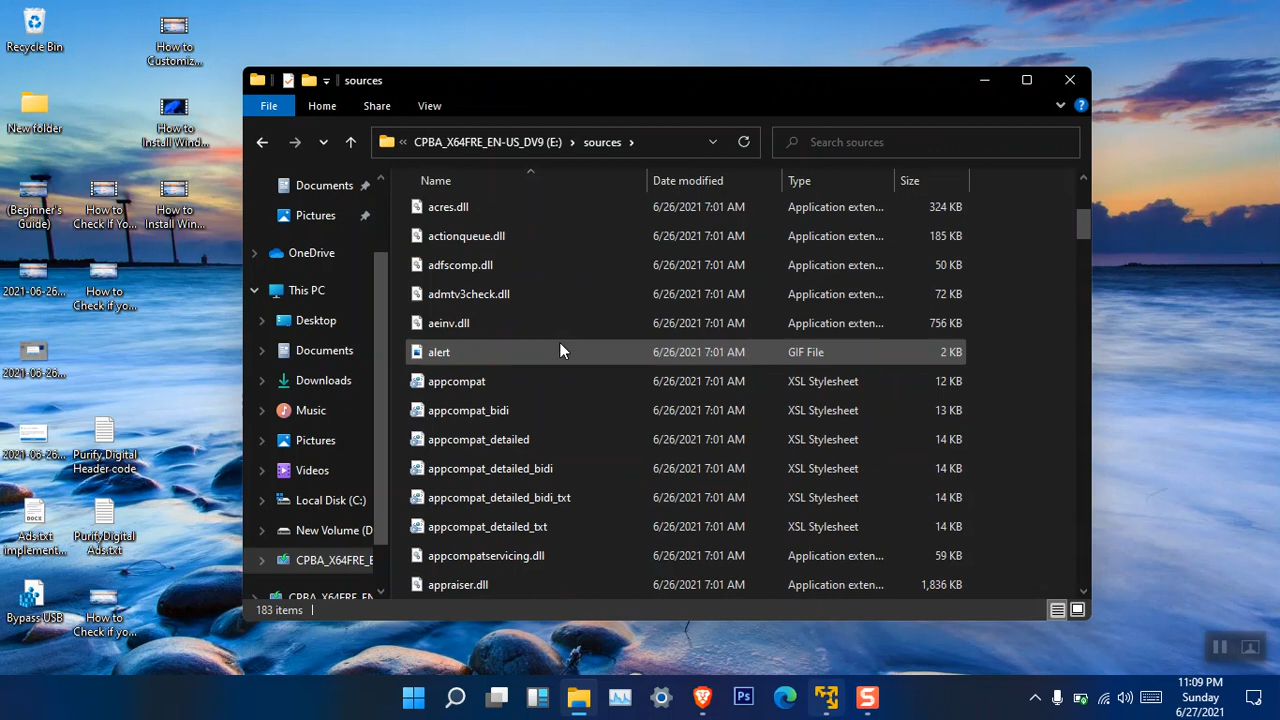 Recycle Bin
How to
Customiz...
New folder
How to
Install Wind...
(Beginner's
Guide)
How to
Check If Yo...
How to
Install Win...
2021-06-26...
How to
Check if you...
2021-06-26...
2021-06-26...
Purify Digital
Header code
Ads.txt
implement...
PurifyDigital
Ads.txt
Bypass USB
How to
Check if yo...
sources
File
Home
Share
View
« CPBA_X64FRE_EN-US_DV9 (E:) > sources >
Search sources
Documents
Pictures
OneDrive
This PC
Desktop
Documents
Downloads
Music
Pictures
Videos
Local Disk (C:)
New Volume (D
CPBA_X64FRE_E
CPBA_X64FRE_EN
Name Date modified Type Size
acres.dll 6/26/2021 7:01 AM Application exten... 324 KB
actionqueue.dll 6/26/2021 7:01 AM Application exten... 185 KB
adfscomp.dll 6/26/2021 7:01 AM Application exten... 50 KB
admtv3check.dll 6/26/2021 7:01 AM Application exten... 72 KB
aeinv.dll 6/26/2021 7:01 AM Application exten... 756 KB
alert 6/26/2021 7:01 AM GIF File 2 KB
appcompat 6/26/2021 7:01 AM XSL Stylesheet 12 KB
appcompat_bidi 6/26/2021 7:01 AM XSL Stylesheet 13 KB
appcompat_detailed 6/26/2021 7:01 AM XSL Stylesheet 14 KB
appcompat_detailed_bidi 6/26/2021 7:01 AM XSL Stylesheet 14 KB
appcompat_detailed_bidi_txt 6/26/2021 7:01 AM XSL Stylesheet 14 KB
appcompat_detailed_txt 6/26/2021 7:01 AM XSL Stylesheet 14 KB
appcompatservicing.dll 6/26/2021 7:01 AM Application exten... 59 KB
appraiser.dll 6/26/2021 7:01 AM Application exten... 1,836 KB
183 items
Ps
S
11:09 PM
Sunday
6/27/2021